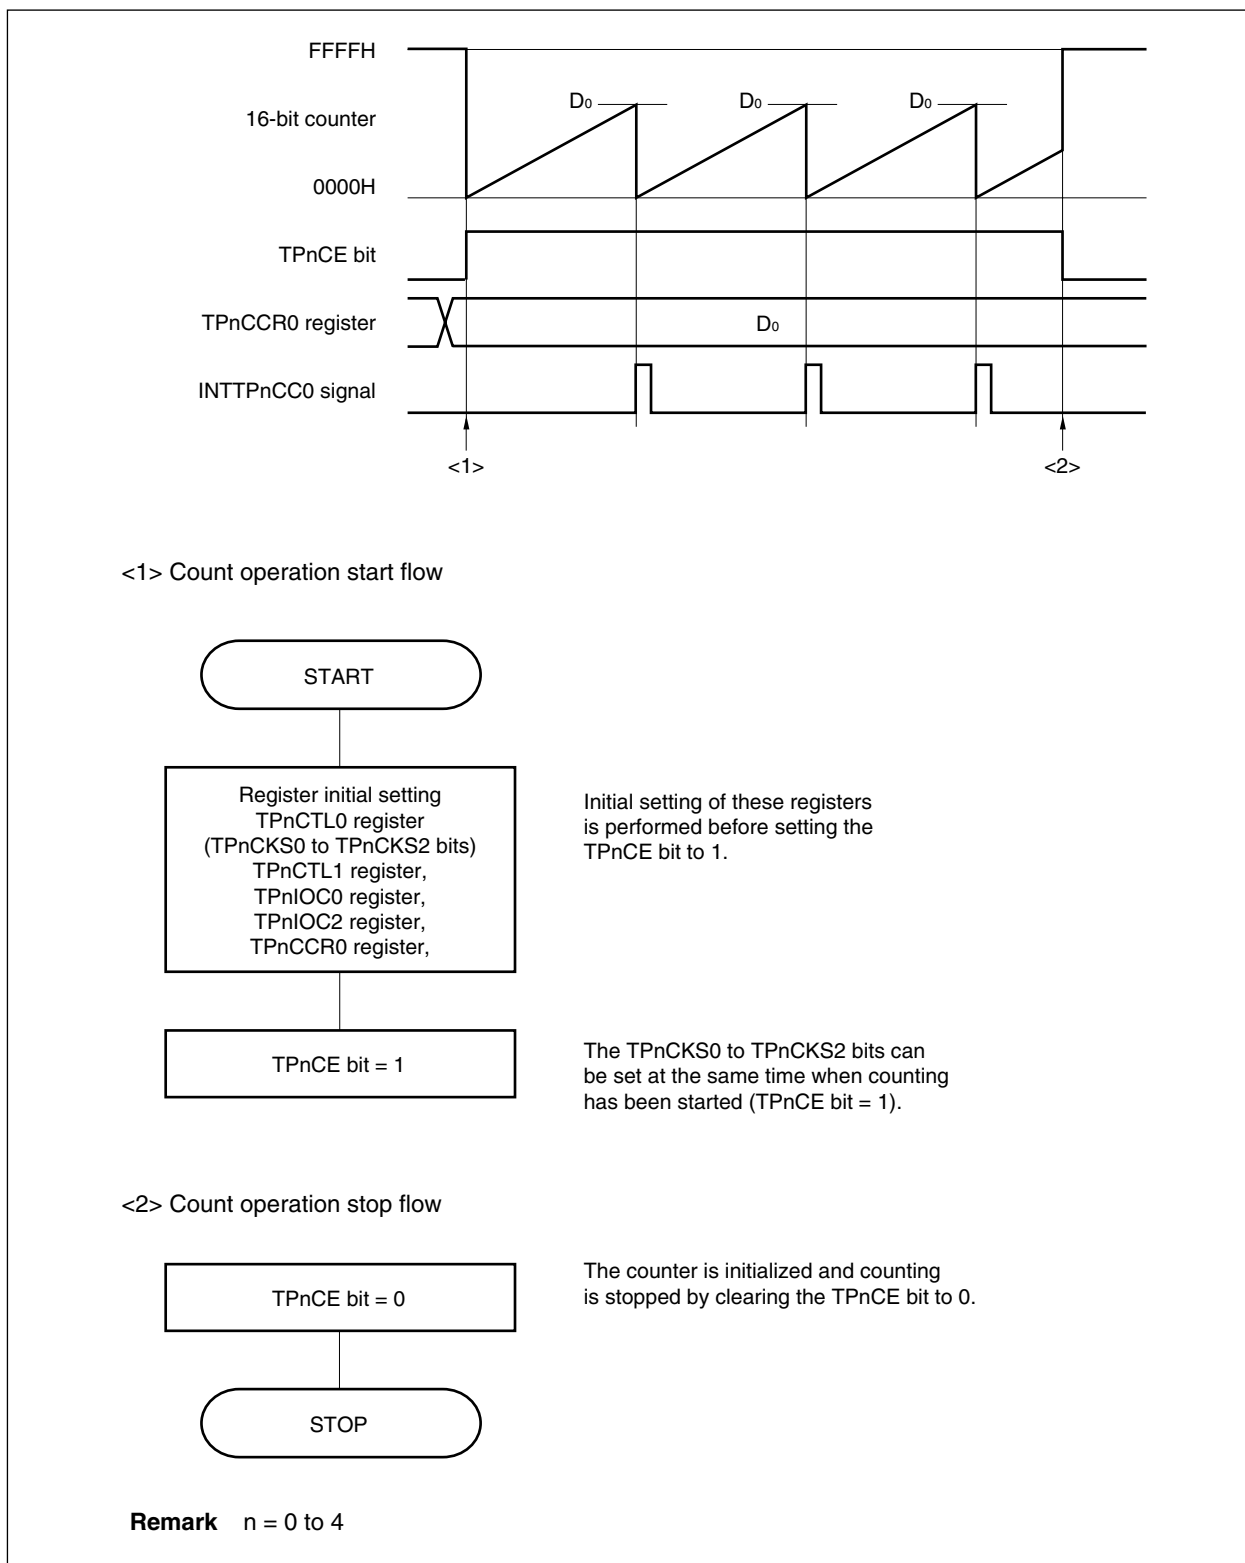 FFFFH
D0 D0 D0
16-bit counter
0000H
TPnCE bit
TPnCCR0 register D0
INTTPnCC0 signal
<1> <2>
<1> Count operation start flow
START
Register initial setting
TPnCTL0 register
(TPnCKS0 to TPnCKS2 bits)
TPnCTL1 register,
TPnIOC0 register,
TPnIOC2 register,
TPnCCR0 register,
Initial setting of these registers
is performed before setting the
TPnCE bit to 1.
TPnCE bit = 1
The TPnCKS0 to TPnCKS2 bits can
be set at the same time when counting
has been started (TPnCE bit = 1).
<2> Count operation stop flow
TPnCE bit = 0
The counter is initialized and counting
is stopped by clearing the TPnCE bit to 0.
STOP
Remark n = 0 to 4